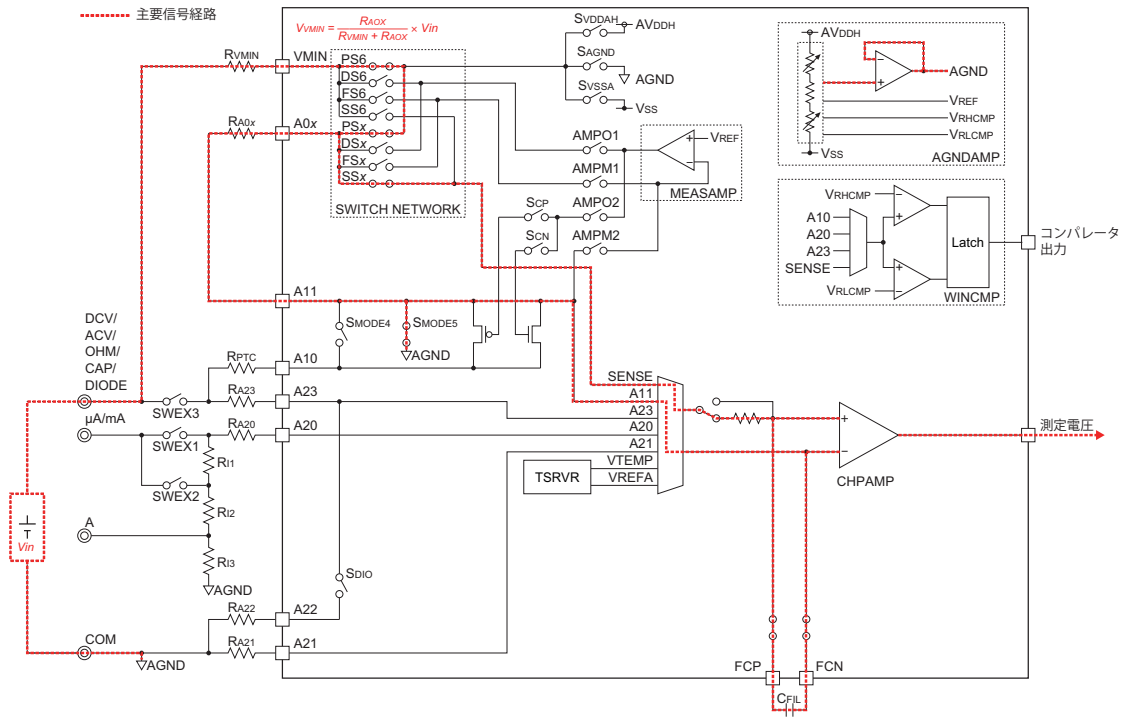 主要信号経路
VVMIN = RAOX / RVMIN + RAOX × Vin
SVDDAH
AVDDH
SAGND
AGND
SVSSA
VSS
RVMIN
VMIN
PS6
DS6
FS6
SS6
RA0x
A0x
PSx
DSx
FSx
SSx
SWITCH NETWORK
AMPO1
AMPM1
AMPO2
AMPM2
VREF
MEASAMP
SCP
SCN
AVDDH
AGND
VREF
VRHCMP
VRLCMP
VSS
AGNDAMP
VRHCMP
A10
A20
A23
SENSE
VRLCMP
Latch
WINCMP
コンパレータ
出力
A11
SMODE4
SMODE5
AGND
DCV/
ACV/
OHM/
CAP/
DIODE
RPTC
A10
SWEX3
RA23
A23
μA/mA
SWEX1
RA20
A20
RI1
SWEX2
RI2
A
RI3
AGND
Vin
SDIO
RA22
A22
COM
AGND
RA21
A21
SENSE
A11
A23
A20
A21
VTEMP
VREFA
TSRVR
CHPAMP
測定電圧
FCP
FCN
CFIL